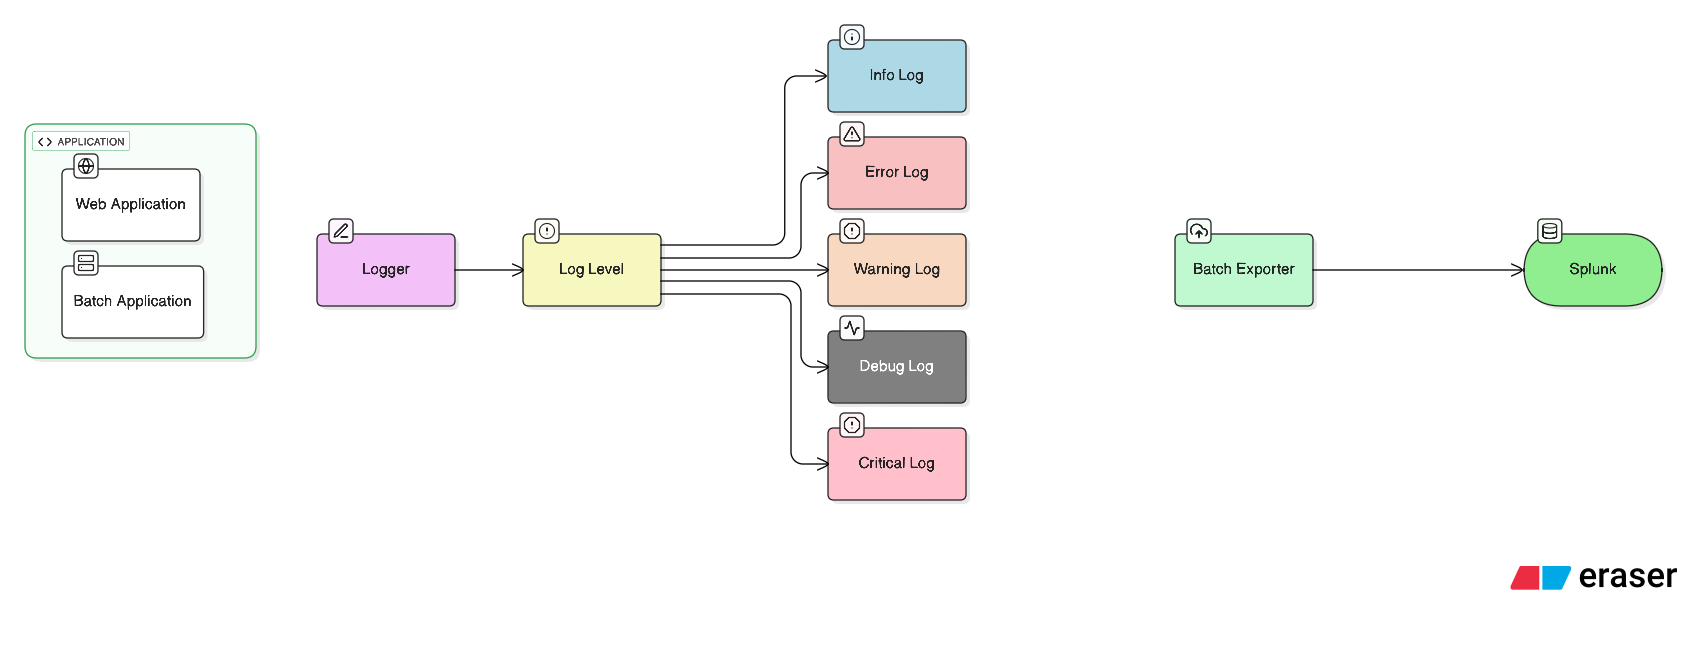 APPLICATION
Web Application
Batch Application
Logger
Log Level
Info Log
Error Log
Warning Log
Debug Log
Critical Log
Batch Exporter
Splunk
eraser